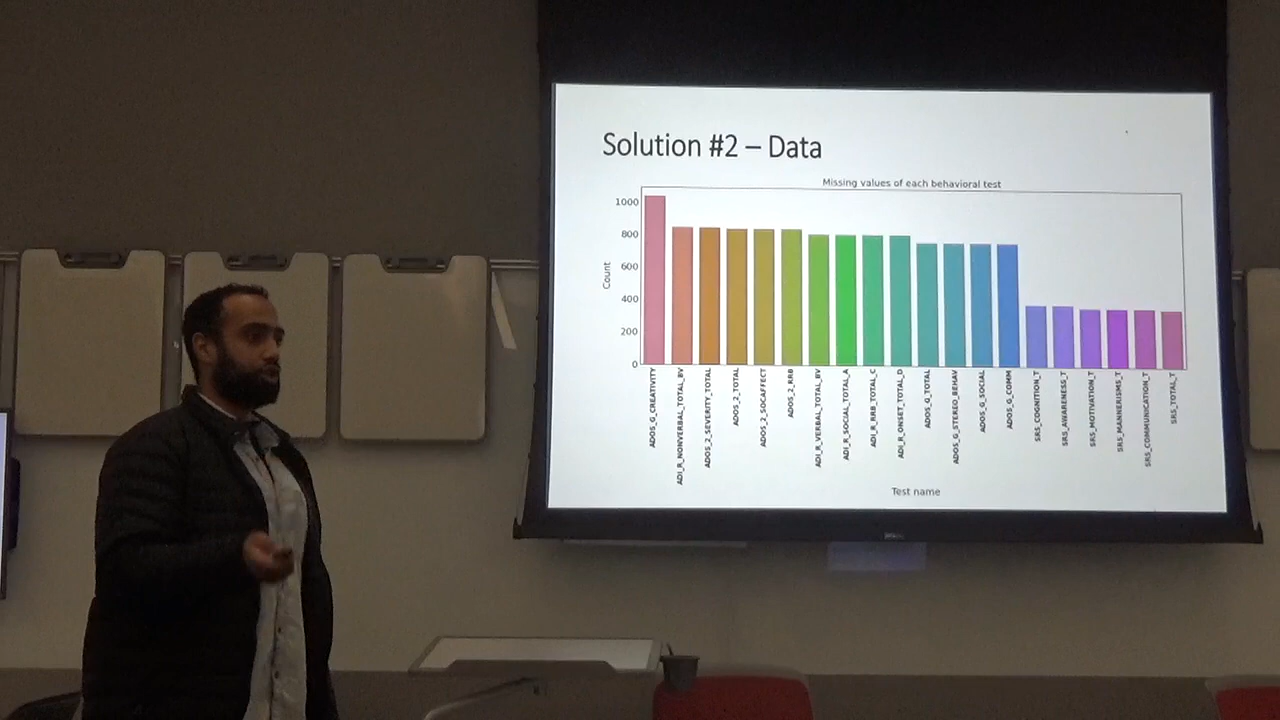 Solution #2 – Data
Missing values of each behavioral test
1000
800
600
400
200
0
Count
ADOS_G_CREATIVITY
ADI_R_NONVERBAL_TOTAL_BV
ADOS_2_SEVERITY_TOTAL
ADOS_2_TOTAL
ADOS_2_SOCAFFECT
ADOS_2_RRB
ADI_R_VERBAL_TOTAL_BV
ADI_R_SOCIAL_TOTAL_A
ADI_R_RRB_TOTAL_C
ADI_R_ONSET_TOTAL_D
ADOS_G_TOTAL
ADOS_G_STEREO_BEHAV
ADOS_G_SOCIAL
ADOS_G_COMM
SRS_COGNITION_T
SRS_AWARENESS_T
SRS_MOTIVATION_T
SRS_MANNERISMS_T
SRS_COMMUNICATION_T
SRS_TOTAL_T
Test name